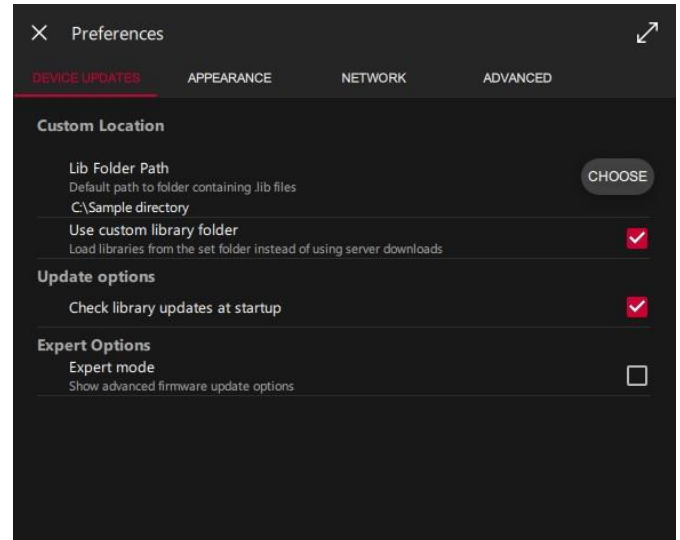 Preferences
DEVICE UPDATES APPEARANCE NETWORK ADVANCED
Custom Location
Lib Folder Path
Default path to folder containing .lib files
CHOOSE
C:\Sample directory
Use custom library folder
Load libraries from the set folder instead of using server downloads
Update options
Check library updates at startup
Expert Options
Expert mode
Show advanced firmware update options